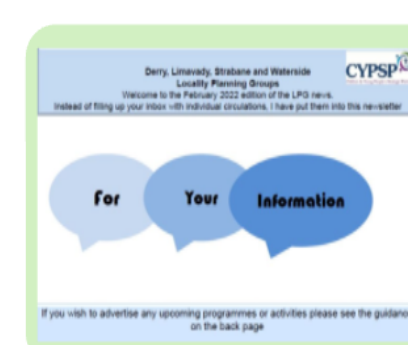 Derry, Limavady, Strabane and Waterside
Locality Planning Groups
Welcome to the February 2022 edition of the LPG news.
Instead of filling up your inbox with individual circulations, I have put them into this newsletter
CYPSP
For Your Information
If you wish to advertise any upcoming programmes or activities please see the guidanc
on the back page